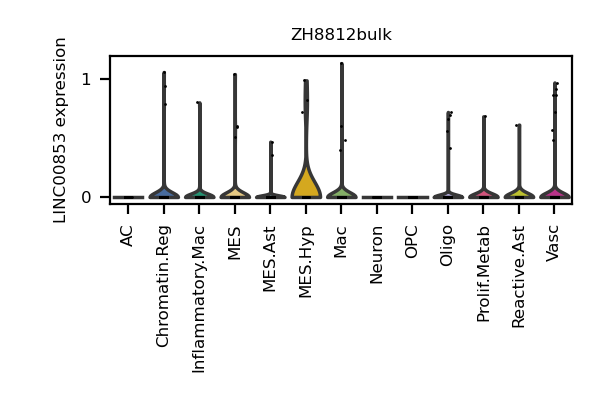 ZH8812bulk
LINC00853 expression
1
0
AC
Chromatin.Reg
Inflammatory.Mac
MES
MES.Ast
MES.Hyp
Mac
Neuron
OPC
Oligo
Prolif.Metab
Reactive.Ast
Vasc